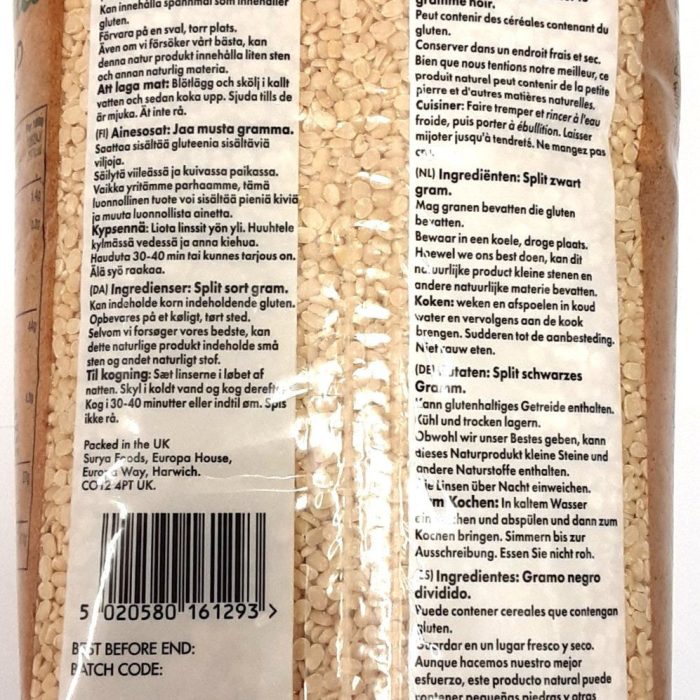 Kan innehålla spannmål som innehåller
gluten.
Förvara på en sval, torr plats.
Även om vi försöker vårt bästa, kan
denna natur produkt innehålla liten sten
och annan naturlig materia.
Att laga mat: Blötlägg och skölj i kallt
vatten och sedan koka upp. Sjuda tills de
är mjuka. Ät inte rå.
(FI) Ainesosat: Jaa musta gramma.
Saattaa sisältää gluteenia sisältäviä
viljoja.
Säilytä viileässä ja kuivassa paikassa.
Vaikka yritämme parhaamme, tämä
luonnollinen tuote voi sisältää pieniä kiviä
ja muuta luonnollista ainetta.
Kypsennä: Liota linssit yön yli. Huuhtele
kylmässä vedessä ja anna kiehua.
Hauduta 30-40 min tai kunnes tarjous on.
Älä syö raakaa.
(DA) Ingredienser: Split sort gram.
Kan indeholde korn indeholdende gluten.
Opbevares på et køligt, tørt sted.
Selvom vi forsøger vores bedste, kan
dette naturlige produkt indeholde små
sten og andet naturligt stof.
Til kogning: Sæt linserne i løbet af
natten. Skyl i koldt vand og kog derefter
Kog i 30-40 minutter eller indtil øm. Spis
ikke rå.
Packed in the UK
Surya Foods, Europa House,
Europa Way, Harwich.
CO12 4PT UK.
5 020580 161293 >
BEST BEFORE END:
BATCH CODE:
gramme noir.
Peut contenir des céréales contenant du
gluten.
Conserver dans un endroit frais et sec.
Bien que nous tentions notre meilleur, ce
produit naturel peut contenir de la petite
pierre et d'autres matières naturelles.
Cuisiner: Faire tremper et rincer à l'eau
froide, puis porter à ébullition. Laisser
mijoter jusqu'à tendreté. Ne mangez pas
(NL) Ingrediënten: Split zwart
gram.
Mag granen bevatten die gluten
bevatten.
Bewaar in een koele, droge plaats.
Hoewel we ons best doen, kan dit
natuurlijke product kleine stenen en
andere natuurlijke materie bevatten.
Koken: weken en afspoelen in koud
water en vervolgens aan de kook
brengen. Sudderen tot de aanbesteding.
Niet rauw eten.
(DE) Zutaten: Split schwarzes
Gramm.
Kann glutenhaltiges Getreide enthalten.
Kühl und trocken lagern.
Obwohl wir unser Bestes geben, kann
dieses Naturprodukt kleine Steine und
andere Naturstoffe enthalten.
Die Linsen über Nacht einweichen.
Zum Kochen: In kaltem Wasser
einweichen und abspülen und dann zum
Kochen bringen. Simmern bis zur
Ausschreibung. Essen Sie nicht roh.
(ES) Ingredientes: Gramo negro
dividido.
Puede contener cereales que contengan
gluten.
Guardar en un lugar fresco y seco.
Aunque hacemos nuestro mejor
esfuerzo, este producto natural puede
contener pequeñas piedras y otras